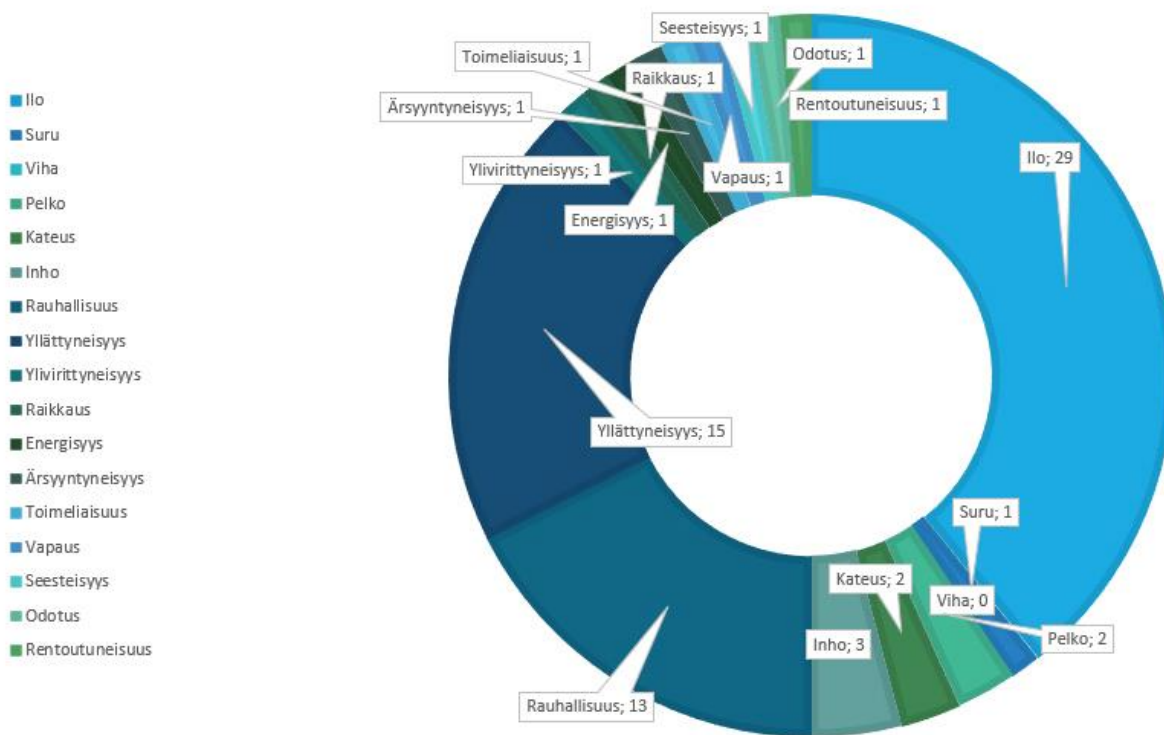 Ilo
Suru
Viha
Pelko
Kateus
Inho
Rauhallisuus
Yllättyneisyys
Ylivirittyneisyys
Raikkaus
Energisyys
Ärsyyntyneisyys
Toimeliaisuus
Vapaus
Seesteisyys
Odotus
Rentoutuneisuus
Seesteisyys; 1
Toimeliaisuus; 1
Odotus; 1
Raikkaus; 1
Ärsyyntyneisyys; 1
Rentoutuneisuus; 1
Ilo; 29
Ylivirittyneisyys; 1
Vapaus; 1
Energisyys; 1
Yllättyneisyys; 15
Suru; 1
Kateus; 2
Viha; 0
Pelko; 2
Inho; 3
Rauhallisuus; 13